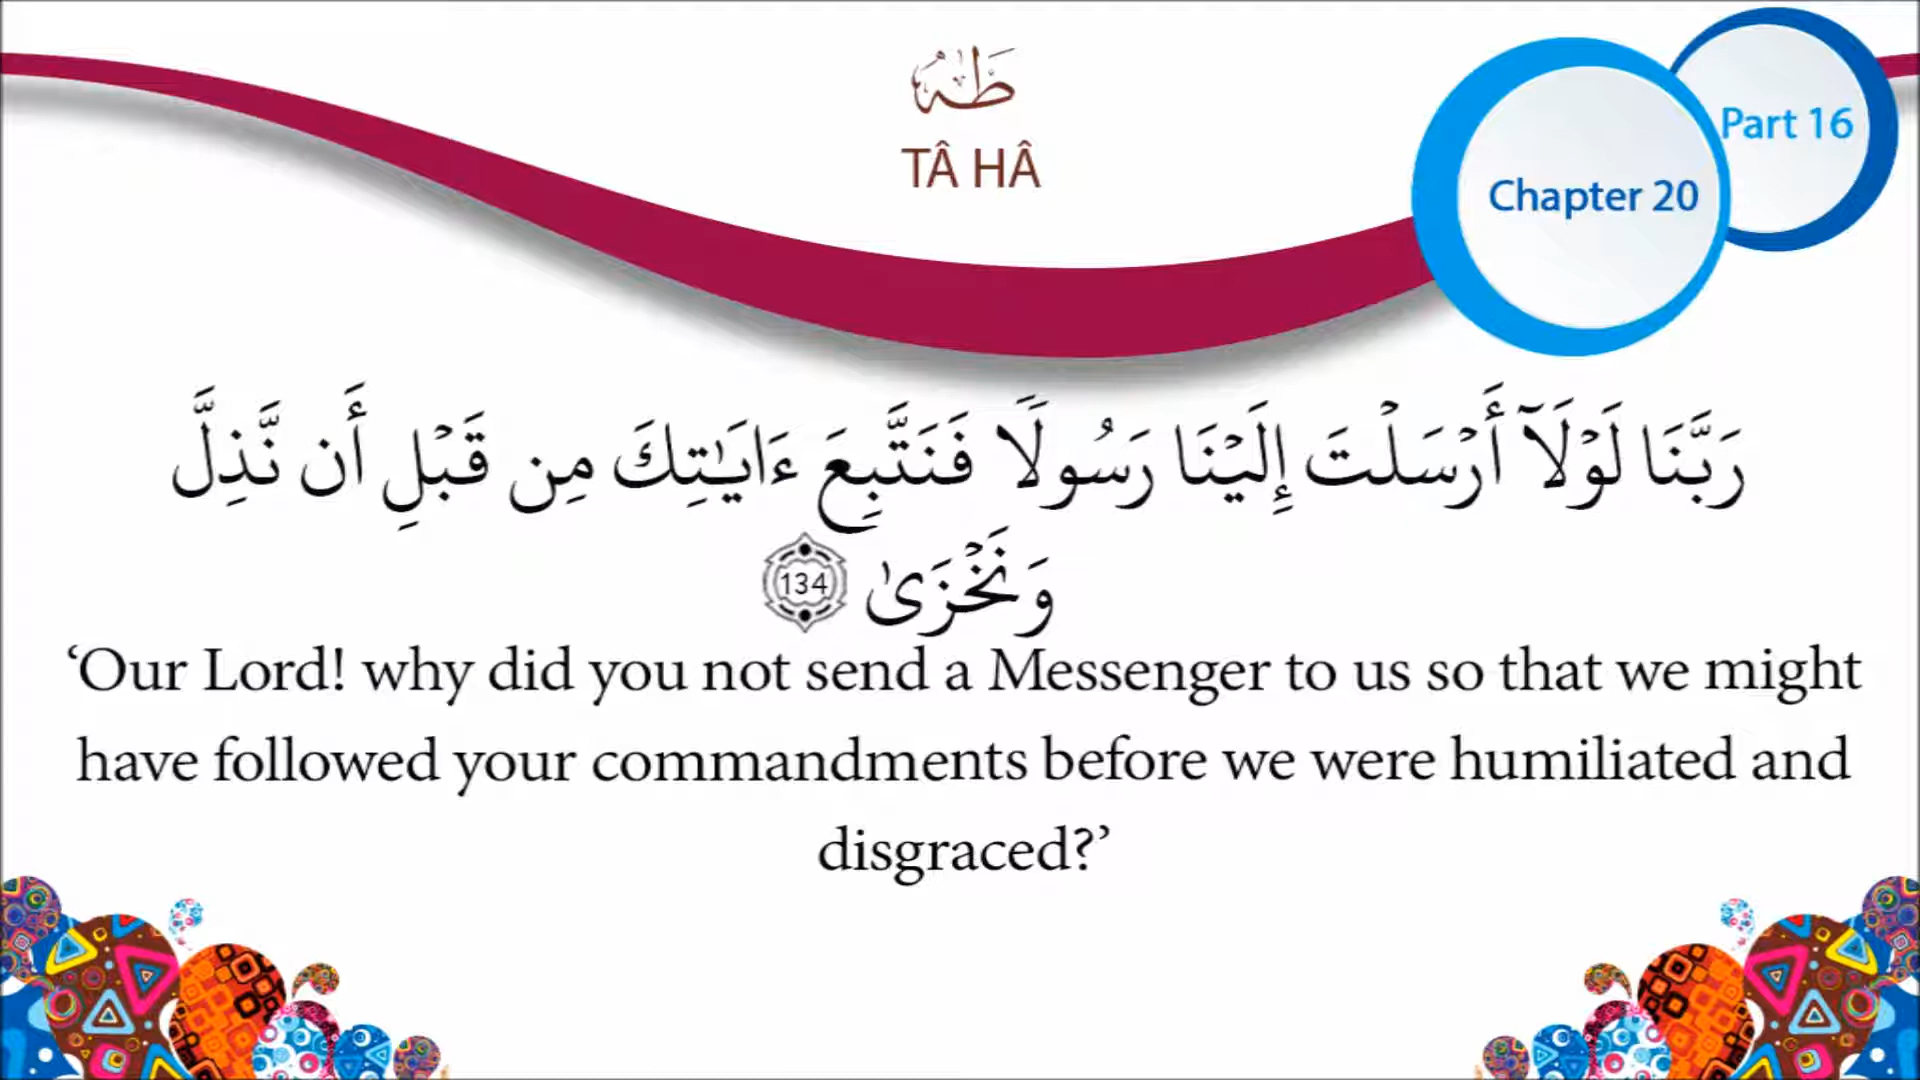 طه
TÂ HÂ
Part 16
Chapter 20
رَبَّنَا لَوْلَآ أَرْسَلْتَ إِلَيْنَا رَسُولًا فَنَتَّبِعَ ءَايَـٰتِكَ مِن قَبْلِ أَن نَّذِلَّ
وَنَخْزَىٰ 134
‘Our Lord! why did you not send a Messenger to us so that we might
have followed your commandments before we were humiliated and
disgraced?’